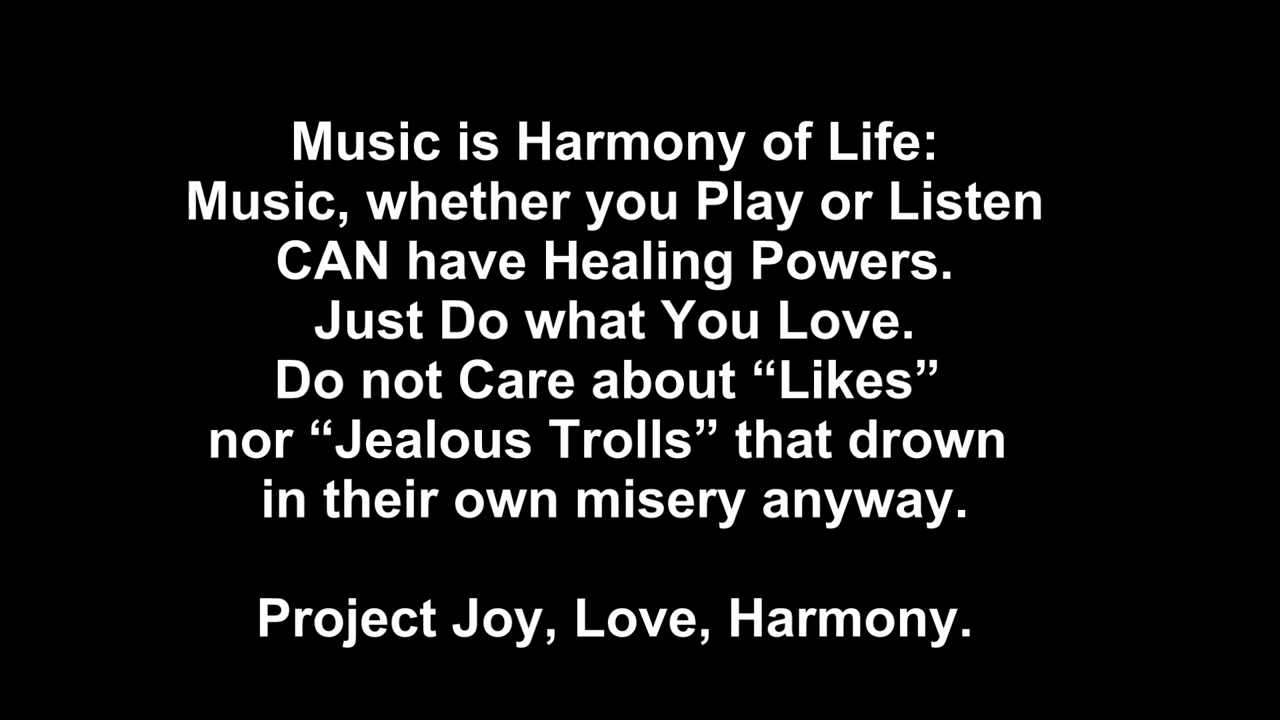 Music is Harmony of Life:
Music, whether you Play or Listen
CAN have Healing Powers.
Just Do what You Love.
Do not Care about “Likes”
nor “Jealous Trolls” that drown
in their own misery anyway.
Project Joy, Love, Harmony.